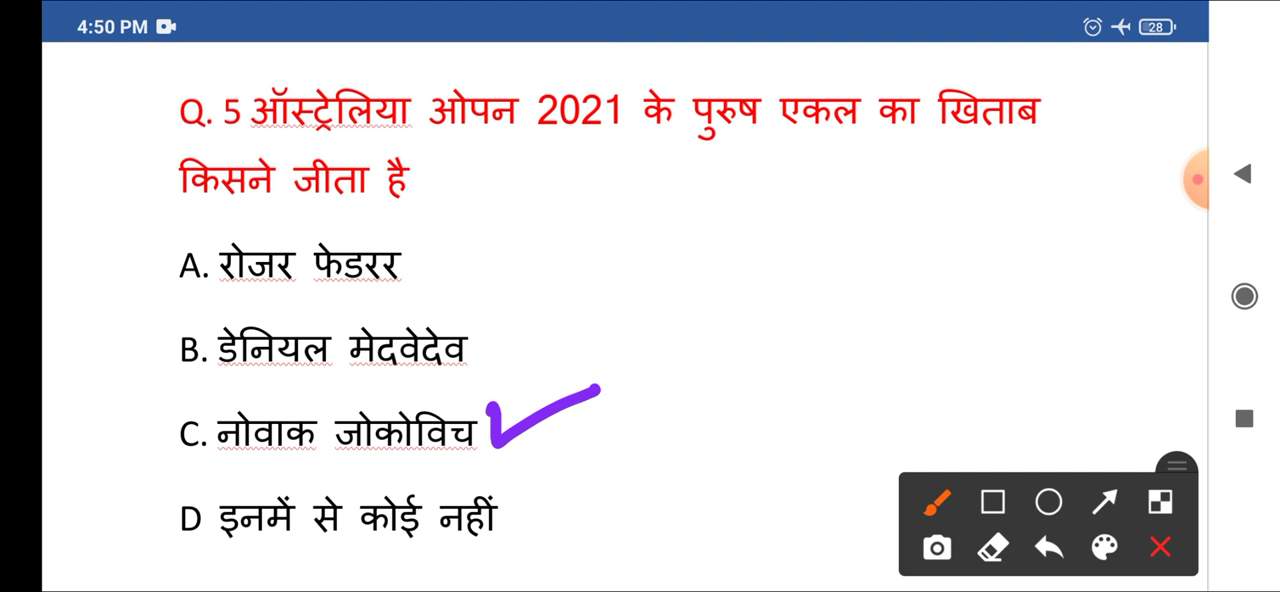 4:50 PM
28
Q. 5 ऑस्ट्रेलिया ओपन 2021 के पुरुष एकल का खिताब
किसने जीता है
A. रोजर फेडरर
B. डेनियल मेदवेदेव
C. नोवाक जोकोविच
D इनमें से कोई नहीं